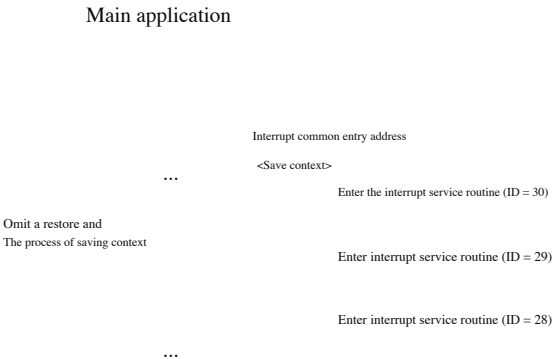 Main application
Interrupt common entry address
<Save context>
...
Enter the interrupt service routine (ID = 30)
Omit a restore and
The process of saving context
Enter interrupt service routine (ID = 29)
Enter interrupt service routine (ID = 28)
...